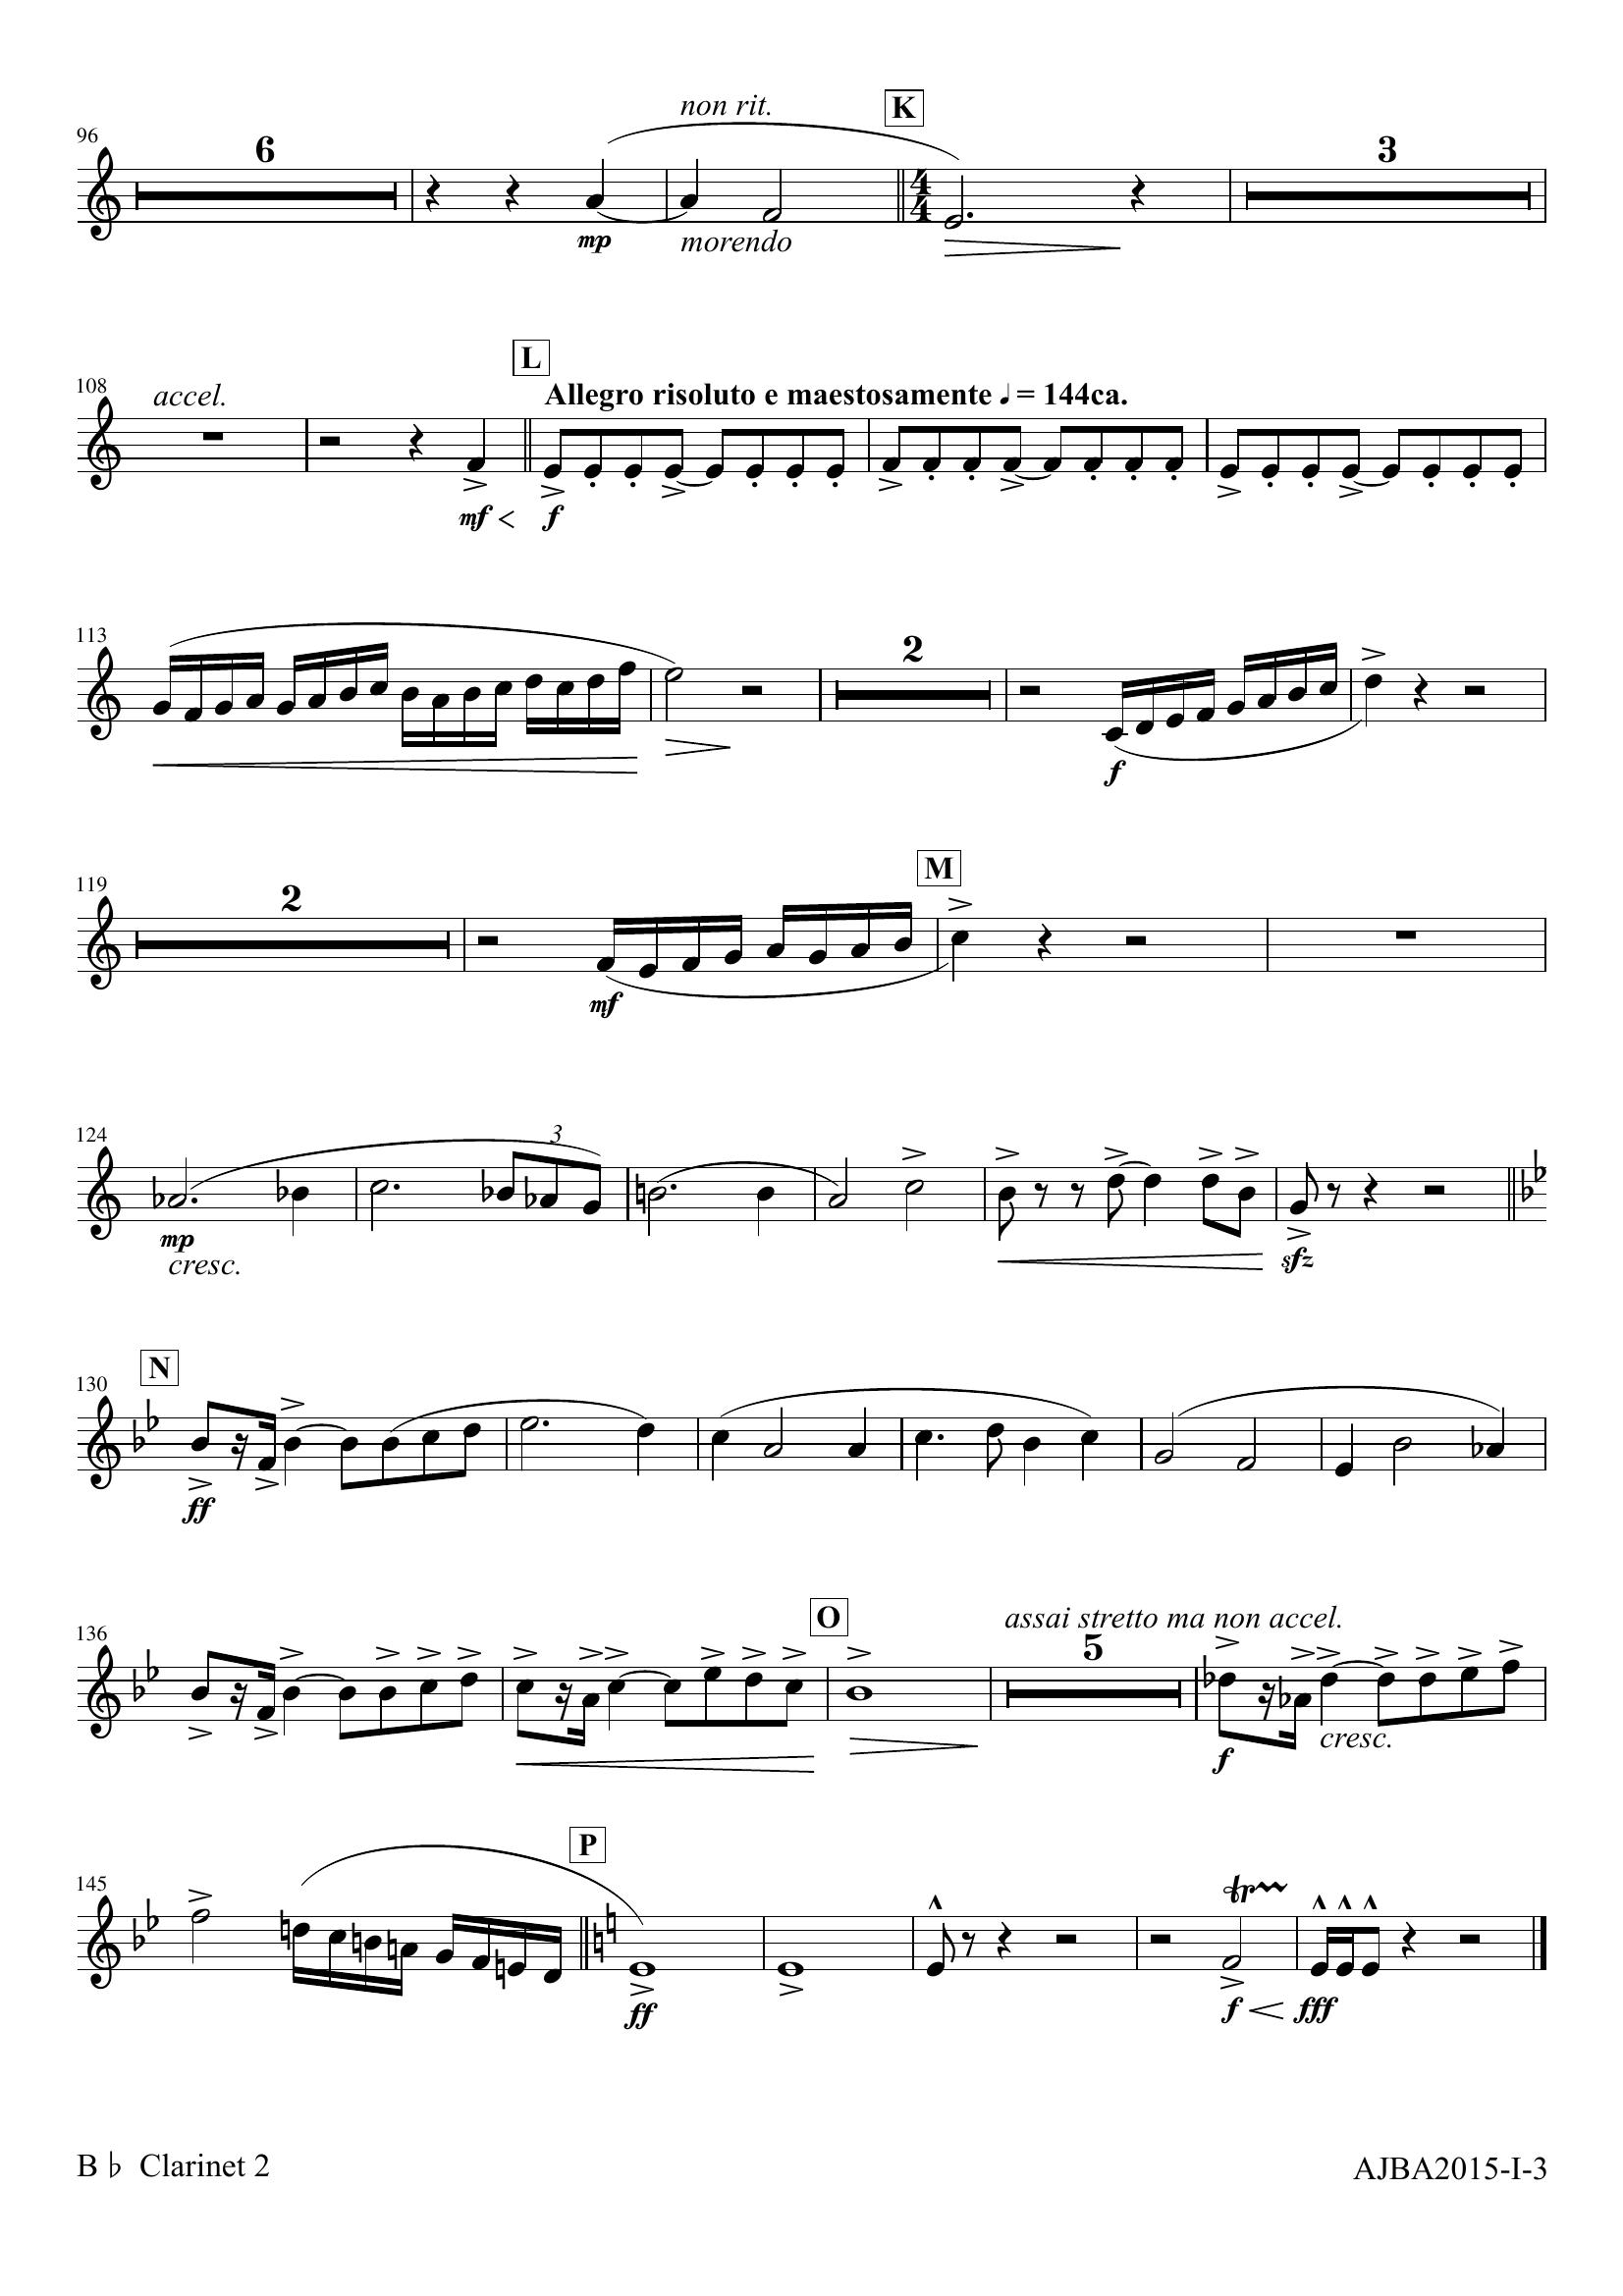 non rit. K
96 6 3
4
4
mp morendo
L
108 accel. Allegro risoluto e maestosamente ♩ = 144ca.
mf f
113 2
f
M
119 2
mf
124 3
mp sfz
cresc.
N
130
ff
O
assai stretto ma non accel.
136 5
f cresc.
P
145 tr
ff f fff
B♭ Clarinet 2 AJBA2015-I-3